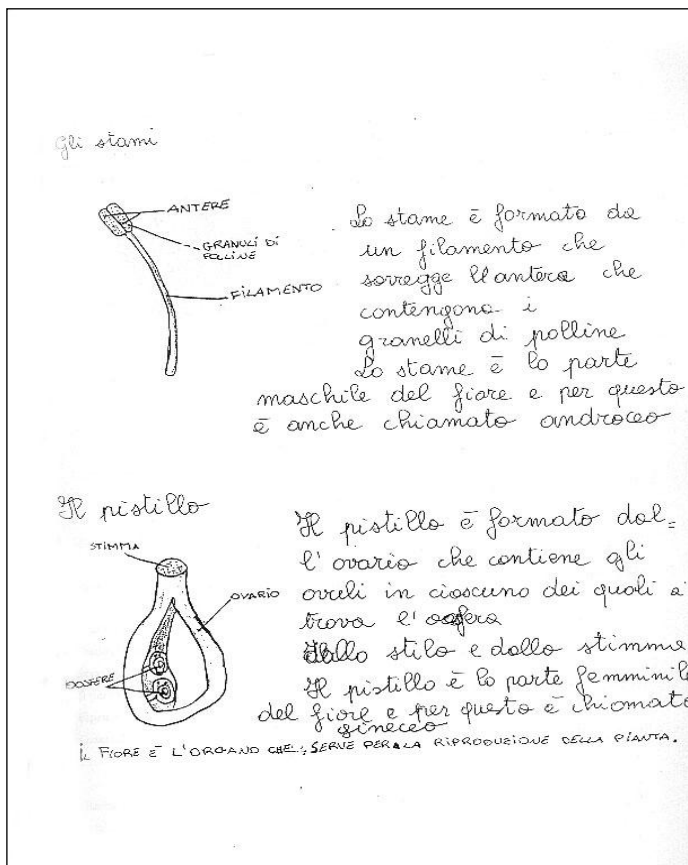 Gli stami
ANTERE
GRANULI DI
POLLINE
FILAMENTO
Lo stame è formato da
un filamento che
sorregge l'antera che
contengono i
granelli di polline
Lo stame è la parte
maschile del fiore e per questo
è anche chiamato androceo
Il pistillo
STIMMA
OVARIO
OOSFERE
Il pistillo è formato dal=
l'ovario che contiene gli
ovuli in ciascuno dei quali
trova l'oosfera
dallo stilo e dallo stimma
Il pistillo è la parte femminile
del fiore e per questo è chiamato
gineceo
IL FIORE È L'ORGANO CHE SERVE PER LA RIPRODUZIONE DELLA PIANTA.